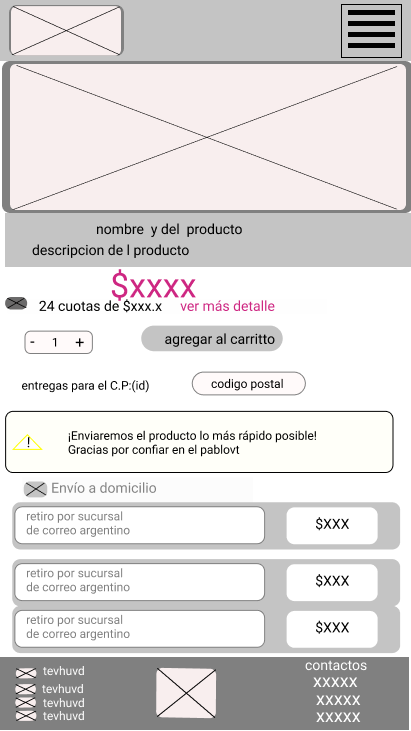 nombre y del producto
descripcion de l producto
$xxxx
24 cuotas de $xxx.x ver más detalle
- 1 + agregar al carritto
entregas para el C.P:(id) codigo postal
! ¡Enviaremos el producto lo más rápido posible!
Gracias por confiar en el pablovt
Envío a domicilio
retiro por sucursal
de correo argentino
$XXX
retiro por sucursal
de correo argentino
$XXX
retiro por sucursal
de correo argentino
$XXX
tevhuvd
tevhuvd
tevhuvd
tevhuvd
contactos
XXXXX
XXXXX
XXXXX